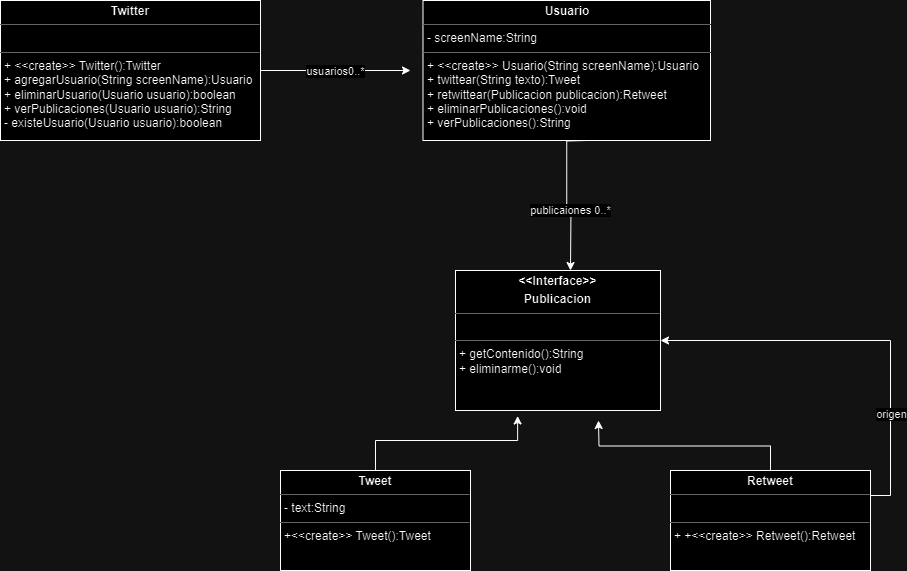 Twitter
+ <<create>> Twitter():Twitter
+ agregarUsuario(String screenName):Usuario
+ eliminarUsuario(Usuario usuario):boolean
+ verPublicaciones(Usuario usuario):String
- existeUsuario(Usuario usuario):boolean
usuarios0..*
Usuario
- screenName:String
+ <<create>> Usuario(String screenName):Usuario
+ twittear(String texto):Tweet
+ retwittear(Publicacion publicacion):Retweet
+ eliminarPublicaciones():void
+ verPublicaciones():String
publicaiones 0..*
<<Interface>>
Publicacion
+ getContenido():String
+ eliminarme():void
origen
Tweet
- text:String
+<<create>> Tweet():Tweet
Retweet
+ +<<create>> Retweet():Retweet